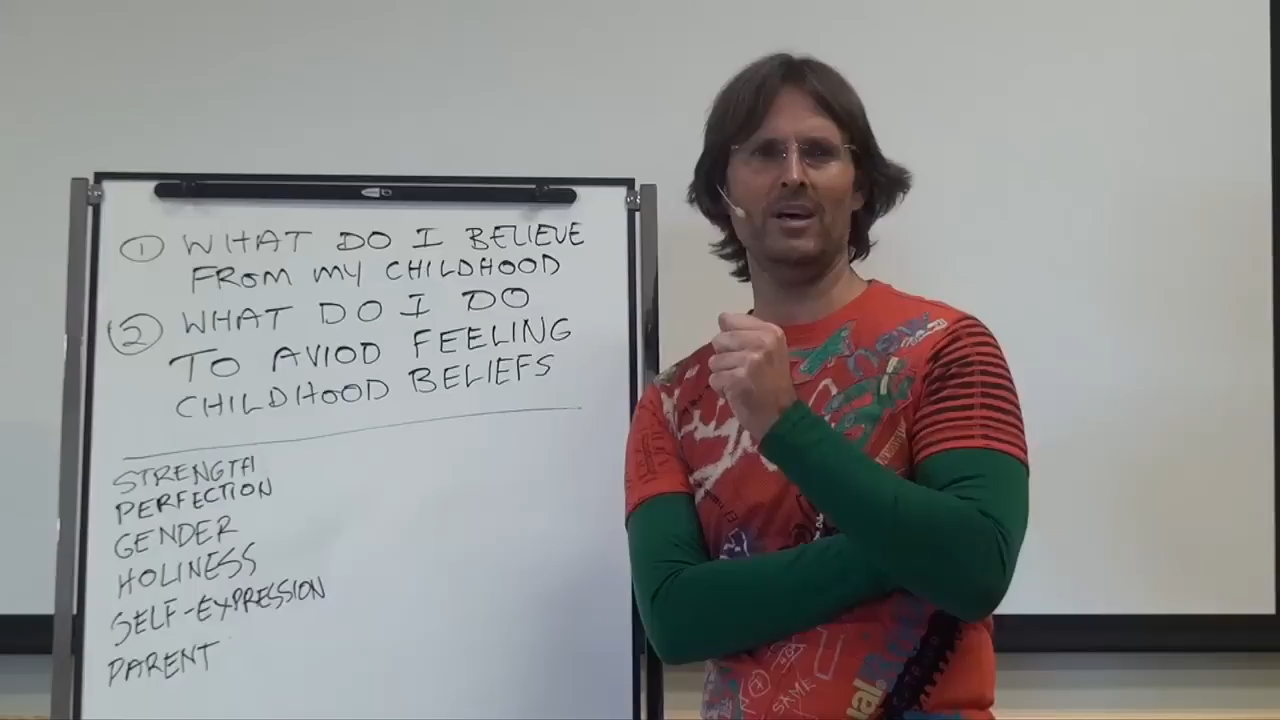 ① WHAT DO I BELIEVE
FROM MY CHILDHOOD
② WHAT DO I DO
TO AVIOD FEELING
CHILDHOOD BELIEFS
STRENGTH
PERFECTION
GENDER
HOLINESS
SELF-EXPRESSION
PARENT
SAME